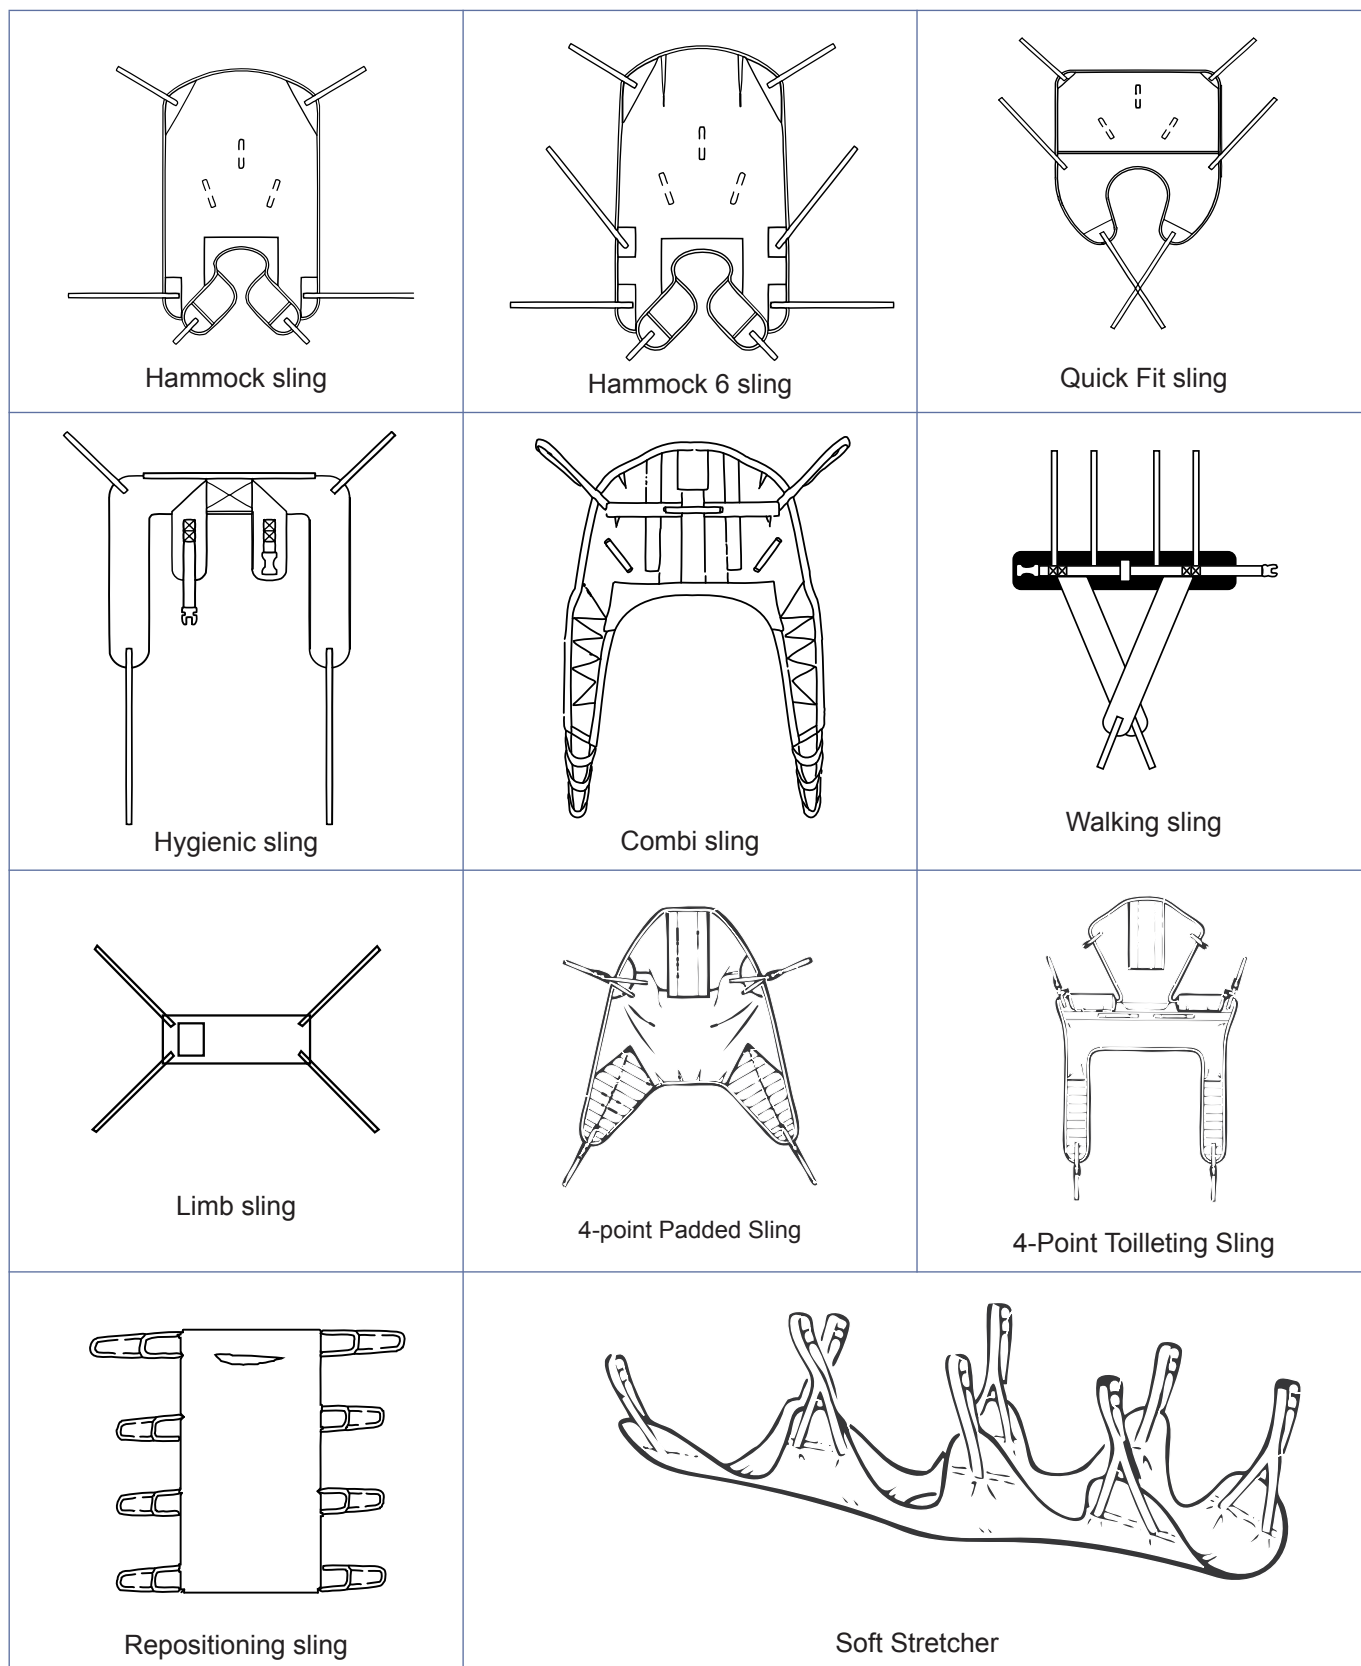 Hammock sling
Hammock 6 sling
Quick Fit sling
Hygienic sling
Combi sling
Walking sling
Limb sling
4-point Padded Sling
4-Point Toilleting Sling
Repositioning sling
Soft Stretcher